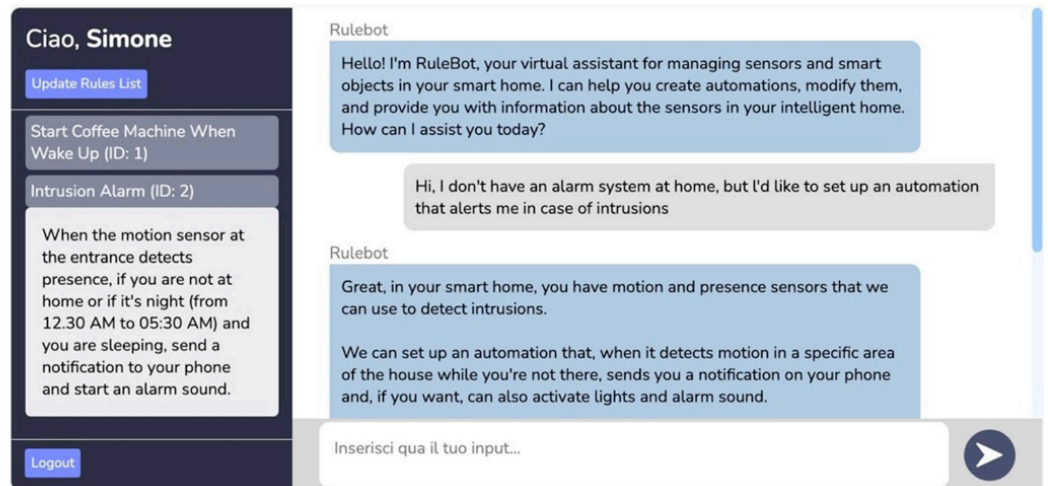 Ciao, Simone
Update Rules List
Start Coffee Machine When
Wake Up (ID: 1)
Intrusion Alarm (ID: 2)
When the motion sensor at
the entrance detects
presence, if you are not at
home or if it's night (from
12.30 AM to 05:30 AM) and
you are sleeping, send a
notification to your phone
and start an alarm sound.
Logout
Rulebot
Hello! I'm RuleBot, your virtual assistant for managing sensors and smart
objects in your smart home. I can help you create automations, modify them,
and provide you with information about the sensors in your intelligent home.
How can I assist you today?
Hi, I don't have an alarm system at home, but I'd like to set up an automation
that alerts me in case of intrusions
Rulebot
Great, in your smart home, you have motion and presence sensors that we
can use to detect intrusions.
We can set up an automation that, when it detects motion in a specific area
of the house while you're not there, sends you a notification on your phone
and, if you want, can also activate lights and alarm sound.
Inserisci qua il tuo input...